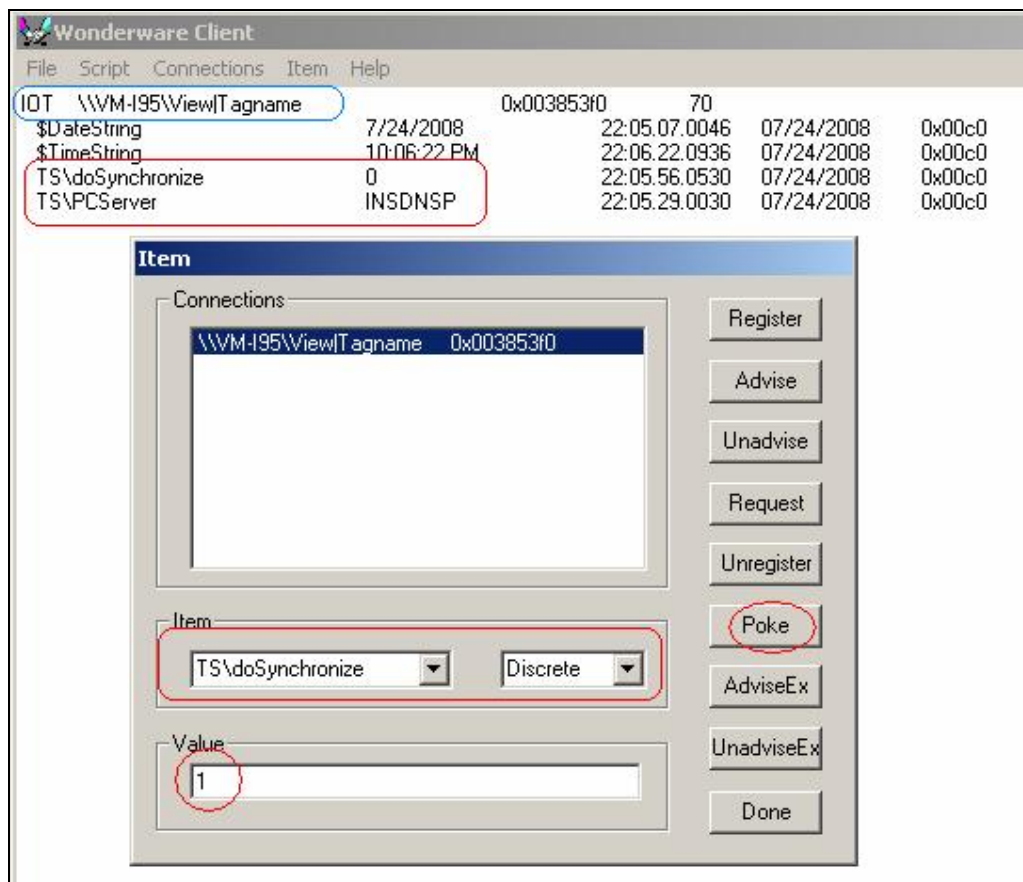 Wonderware Client
File Script Connections Item Help
IOT \\VM-I95\View|Tagname 0x003853f0 70
$DateString 7/24/2008 22:05.07.0046 07/24/2008 0x00c0
$TimeString 10:06:22 PM 22:06.22.0936 07/24/2008 0x00c0
TS\doSynchronize 0 22:05.56.0530 07/24/2008 0x00c0
TS\PCServer INSDNSP 22:05.29.0030 07/24/2008 0x00c0
Item
Connections
\\VM-I95\View|Tagname 0x003853f0
Register
Advise
Unadvise
Request
Unregister
Item
TS\doSynchronize Discrete
Poke
AdviseEx
Value
1
UnadviseEx
Done